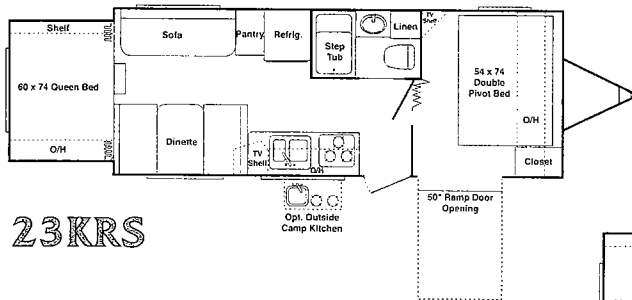 Shelf
60 x 74 Queen Bed
O/H
Sofa
Pantry
Refrig.
Step
Tub
Linen
TV
Shelf
54 x 74
Double
Pivot Bed
O/H
Closet
Dinette
TV
Shelf
O/H
Opt. Outside
Camp Kitchen
50" Ramp Door
Opening
23KRS